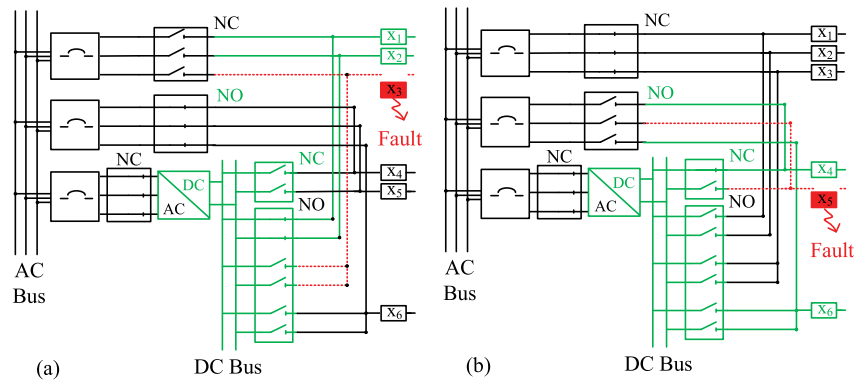 NC
X1
X2
X3
Fault
NO
NC
DC
AC
X4
X5
NO
X6
AC
Bus
DC Bus
(a)
NC
X1
X2
X3
NO
NC
NC
DC
AC
X4
X5
Fault
NO
X6
AC
Bus
DC Bus
(b)